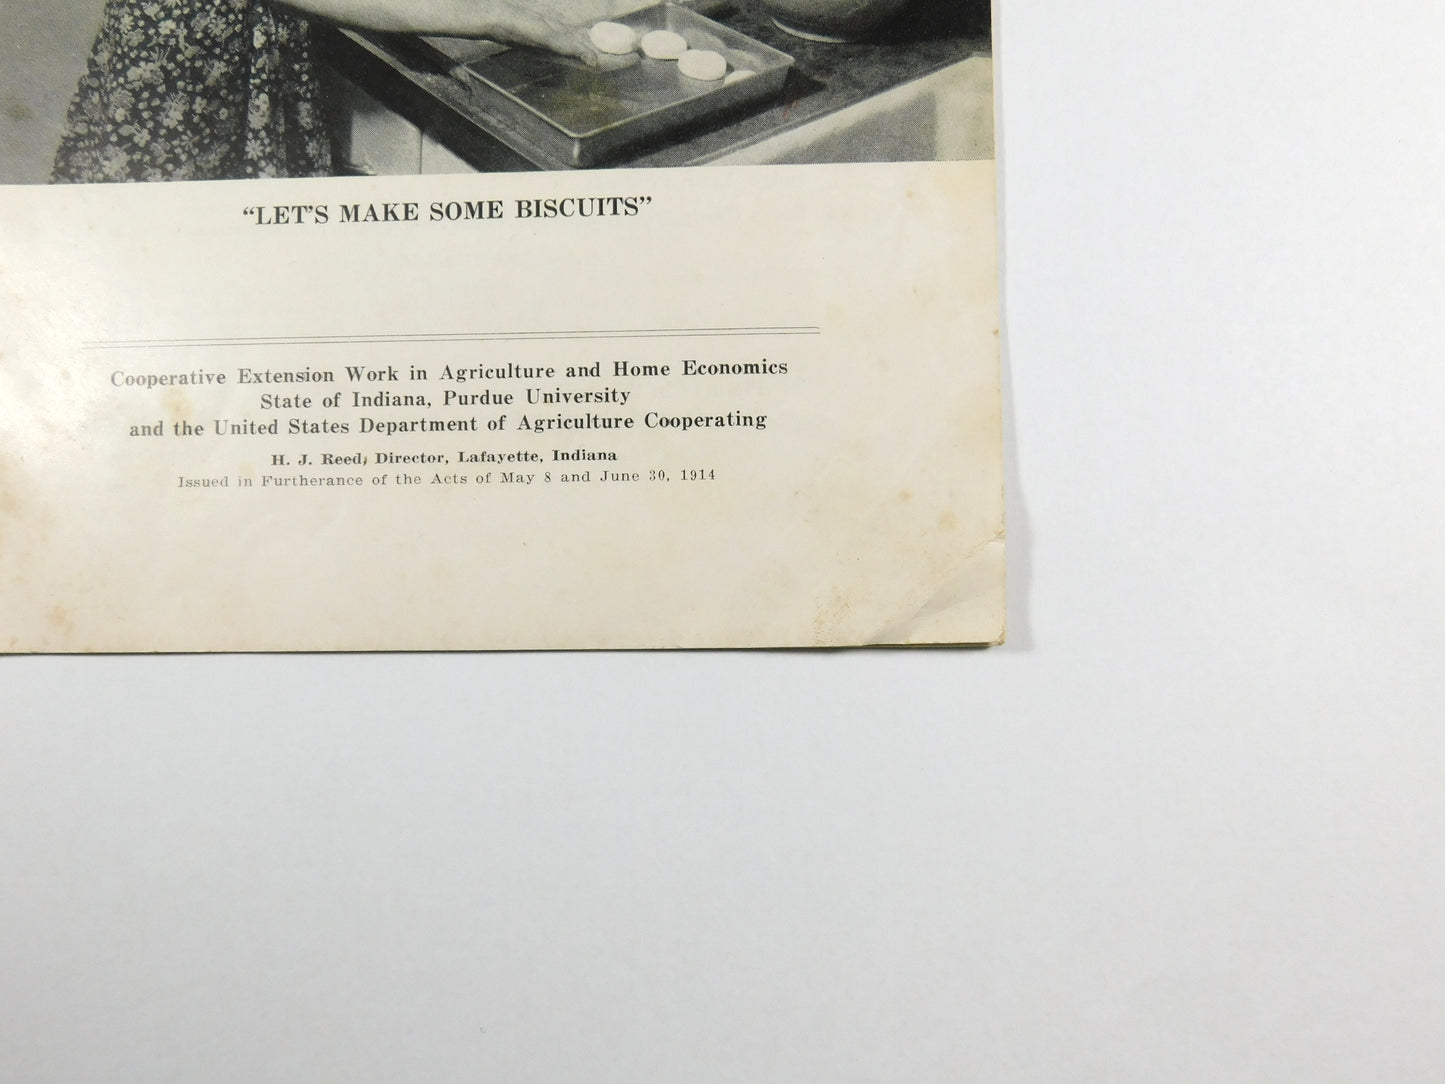 “LET'S MAKE SOME BISCUITS”
Cooperative Extension Work in Agriculture and Home Economics
State of Indiana, Purdue University
and the United States Department of Agriculture Cooperating
H. J. Reed, Director, Lafayette, Indiana
Issued in Furtherance of the Acts of May 8 and June 30, 1914